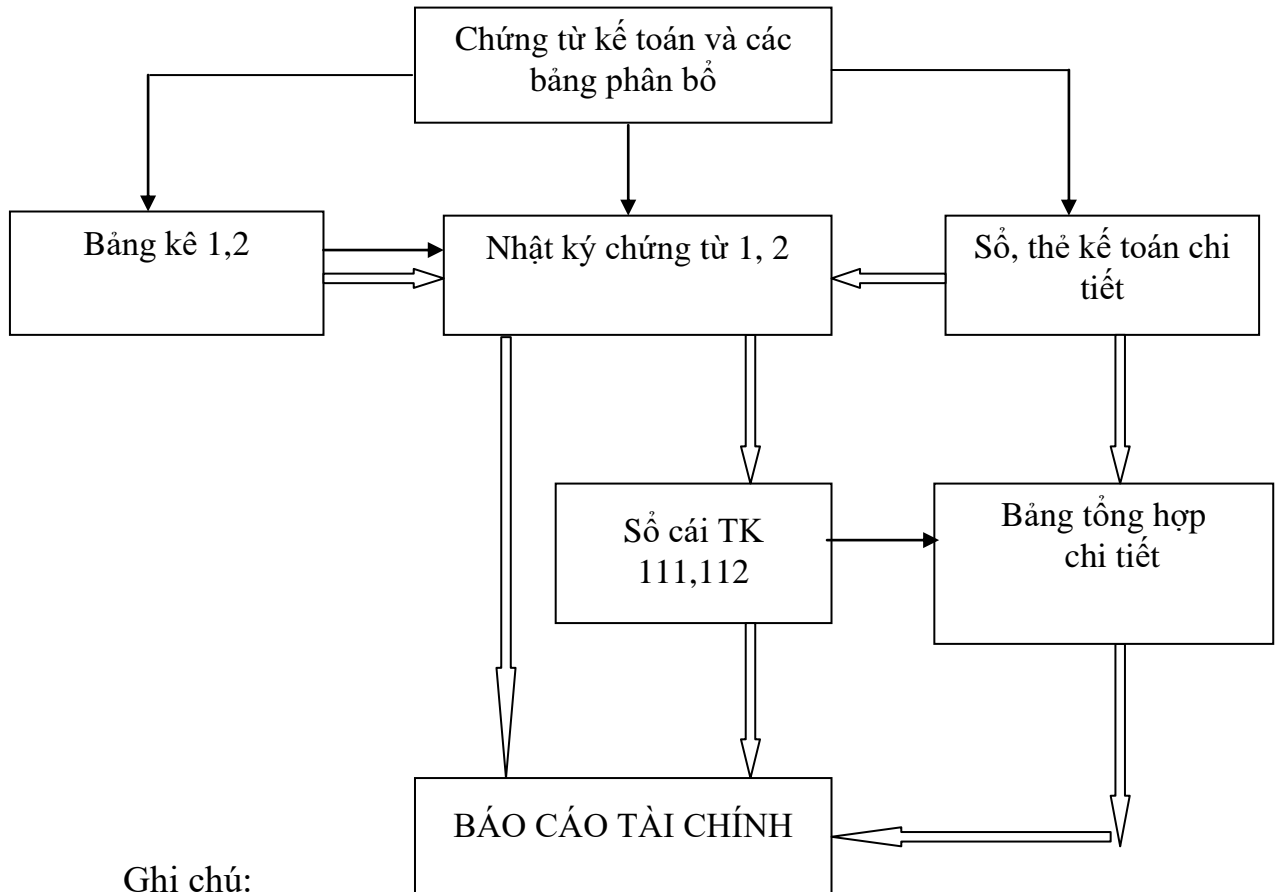 Chứng từ kế toán và các
bảng phân bổ
Bảng kê 1,2
Nhật ký chứng từ 1, 2
Sổ, thẻ kế toán chi
tiết
Sổ cái TK
111,112
Bảng tổng hợp
chi tiết
BÁO CÁO TÀI CHÍNH
Ghi chú: